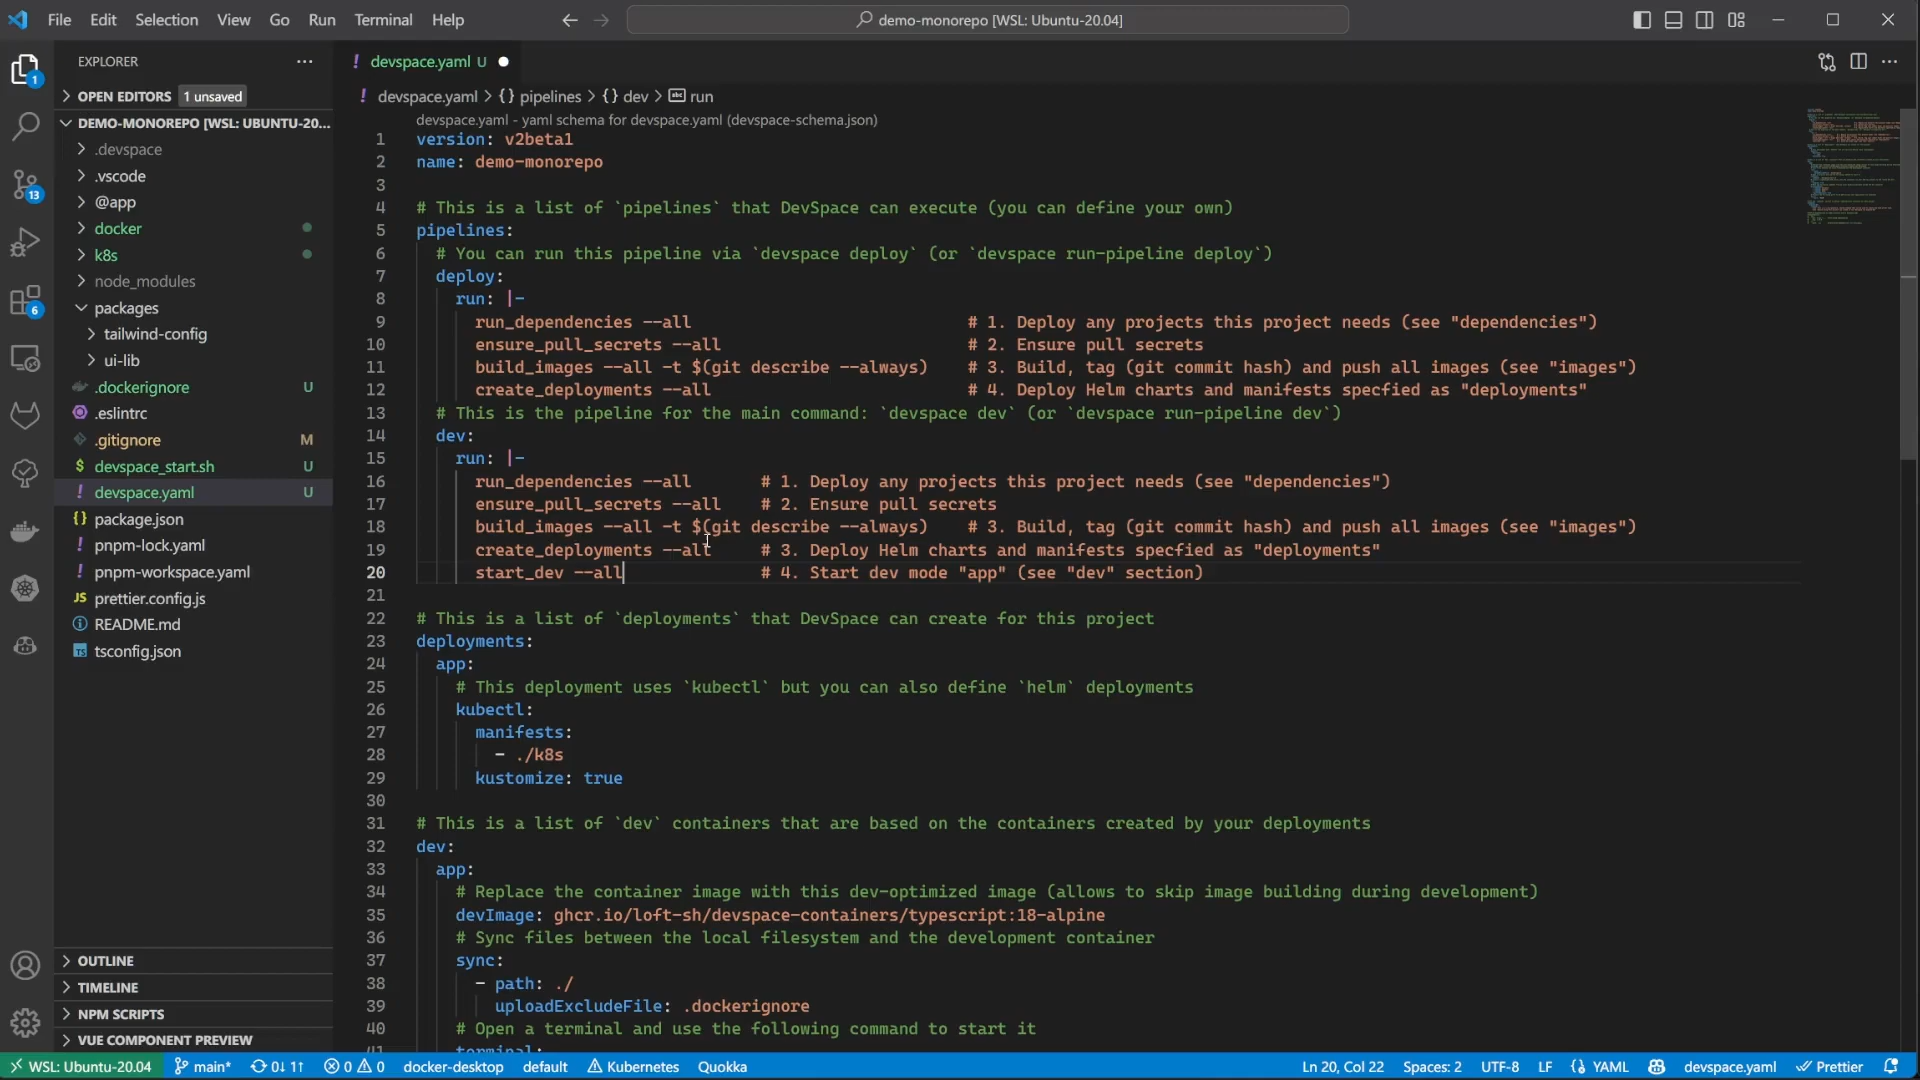 File Edit Selection View Go Run Terminal Help
demo-monorepo [WSL: Ubuntu-20.04]
EXPLORER
OPEN EDITORS 1 unsaved
DEMO-MONOREPO [WSL: UBUNTU-20...
.devspace
.vscode
@app
docker
k8s
node_modules
packages
tailwind-config
ui-lib
.dockerignore U
.eslintrc
.gitignore M
devspace_start.sh U
devspace.yaml U
package.json
pnpm-lock.yaml
pnpm-workspace.yaml
prettier.config.js
README.md
tsconfig.json
OUTLINE
TIMELINE
NPM SCRIPTS
VUE COMPONENT PREVIEW
1
13
6
devspace.yaml U
devspace.yaml > {} pipelines > {} dev > run
devspace.yaml - yaml schema for devspace.yaml (devspace-schema.json)
1 version: v2beta1
2 name: demo-monorepo
3
4 # This is a list of `pipelines` that DevSpace can execute (you can define your own)
5 pipelines:
6 # You can run this pipeline via `devspace deploy` (or `devspace run-pipeline deploy`)
7 deploy:
8 run: |-
9 run_dependencies --all # 1. Deploy any projects this project needs (see "dependencies")
10 ensure_pull_secrets --all # 2. Ensure pull secrets
11 build_images --all -t $(git describe --always) # 3. Build, tag (git commit hash) and push all images (see "images")
12 create_deployments --all # 4. Deploy Helm charts and manifests specfied as "deployments"
13 # This is the pipeline for the main command: `devspace dev` (or `devspace run-pipeline dev`)
14 dev:
15 run: |-
16 run_dependencies --all # 1. Deploy any projects this project needs (see "dependencies")
17 ensure_pull_secrets --all # 2. Ensure pull secrets
18 build_images --all -t $(git describe --always) # 3. Build, tag (git commit hash) and push all images (see "images")
19 create_deployments --all # 3. Deploy Helm charts and manifests specfied as "deployments"
20 start_dev --all # 4. Start dev mode "app" (see "dev" section)
21
22 # This is a list of `deployments` that DevSpace can create for this project
23 deployments:
24 app:
25 # This deployment uses `kubectl` but you can also define `helm` deployments
26 kubectl:
27 manifests:
28 - ./k8s
29 kustomize: true
30
31 # This is a list of `dev` containers that are based on the containers created by your deployments
32 dev:
33 app:
34 # Replace the container image with this dev-optimized image (allows to skip image building during development)
35 devImage: ghcr.io/loft-sh/devspace-containers/typescript:18-alpine
36 # Sync files between the local filesystem and the development container
37 sync:
38 - path: ./
39 uploadExcludeFile: .dockerignore
40 # Open a terminal and use the following command to start it
41 terminal:
WSL: Ubuntu-20.04 main* 0↓ 1↑ 0 0 docker-desktop default Kubernetes Quokka Ln 20, Col 22 Spaces: 2 UTF-8 LF YAML devspace.yaml Prettier